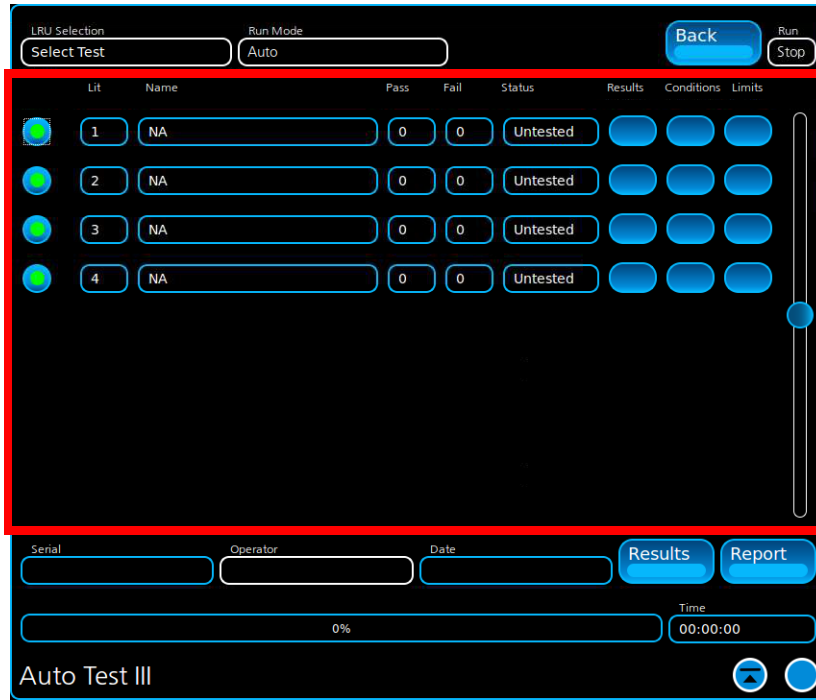 LRU Selection Run Mode Run
Select Test Auto Back Stop
Lit Name Pass Fail Status Results Conditions Limits
1 NA 0 0 Untested
2 NA 0 0 Untested
3 NA 0 0 Untested
4 NA 0 0 Untested
Serial Operator Date Results Report
Time
0% 00:00:00
Auto Test III